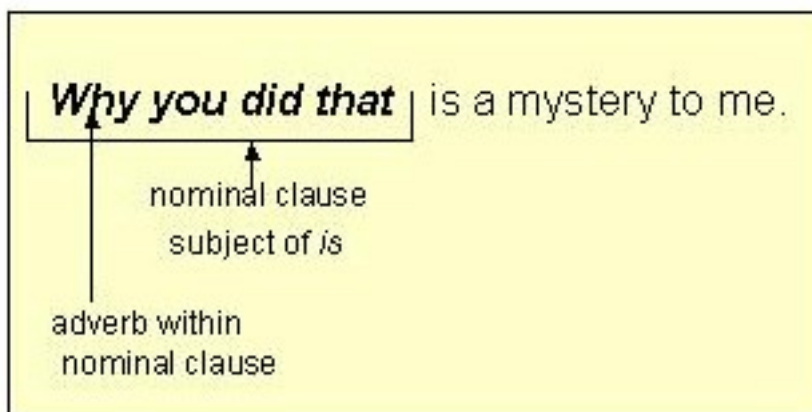 Why you did that is a mystery to me.
nominal clause
subject of is
adverb within
nominal clause